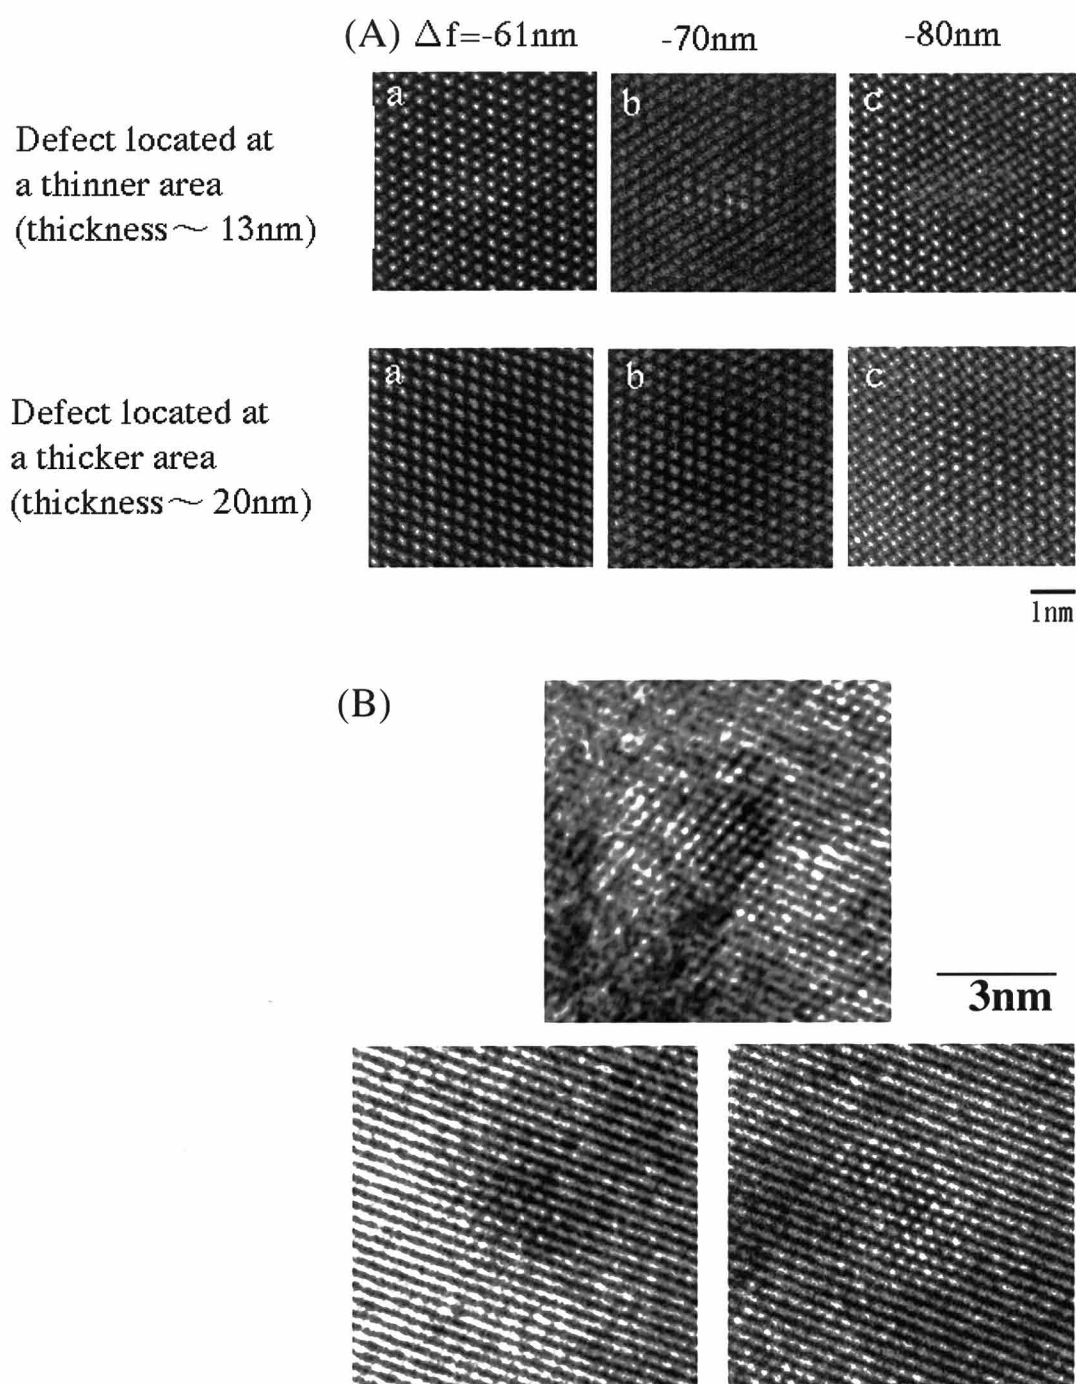 (A) Δf=-61nm -70nm -80nm
a b c
Defect located at
a thinner area
(thickness～ 13nm)
a b c
Defect located at
a thicker area
(thickness～ 20nm)
1nm
(B)
3nm